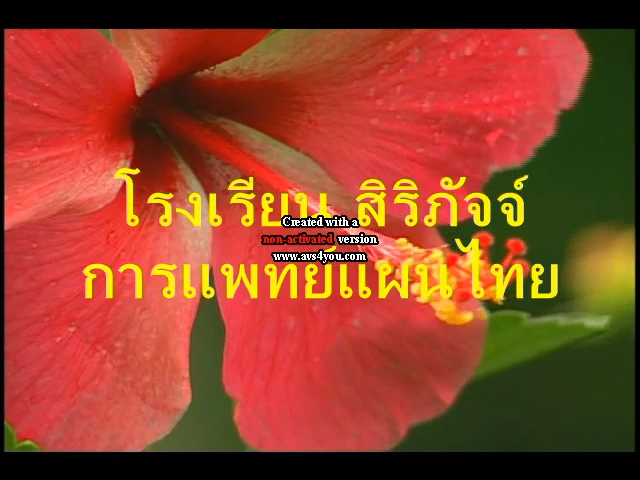 โรงเรียน สิริภัจจ์
Created with a
non-activated version
www.avs4you.com
การแพทย์แผนไทย